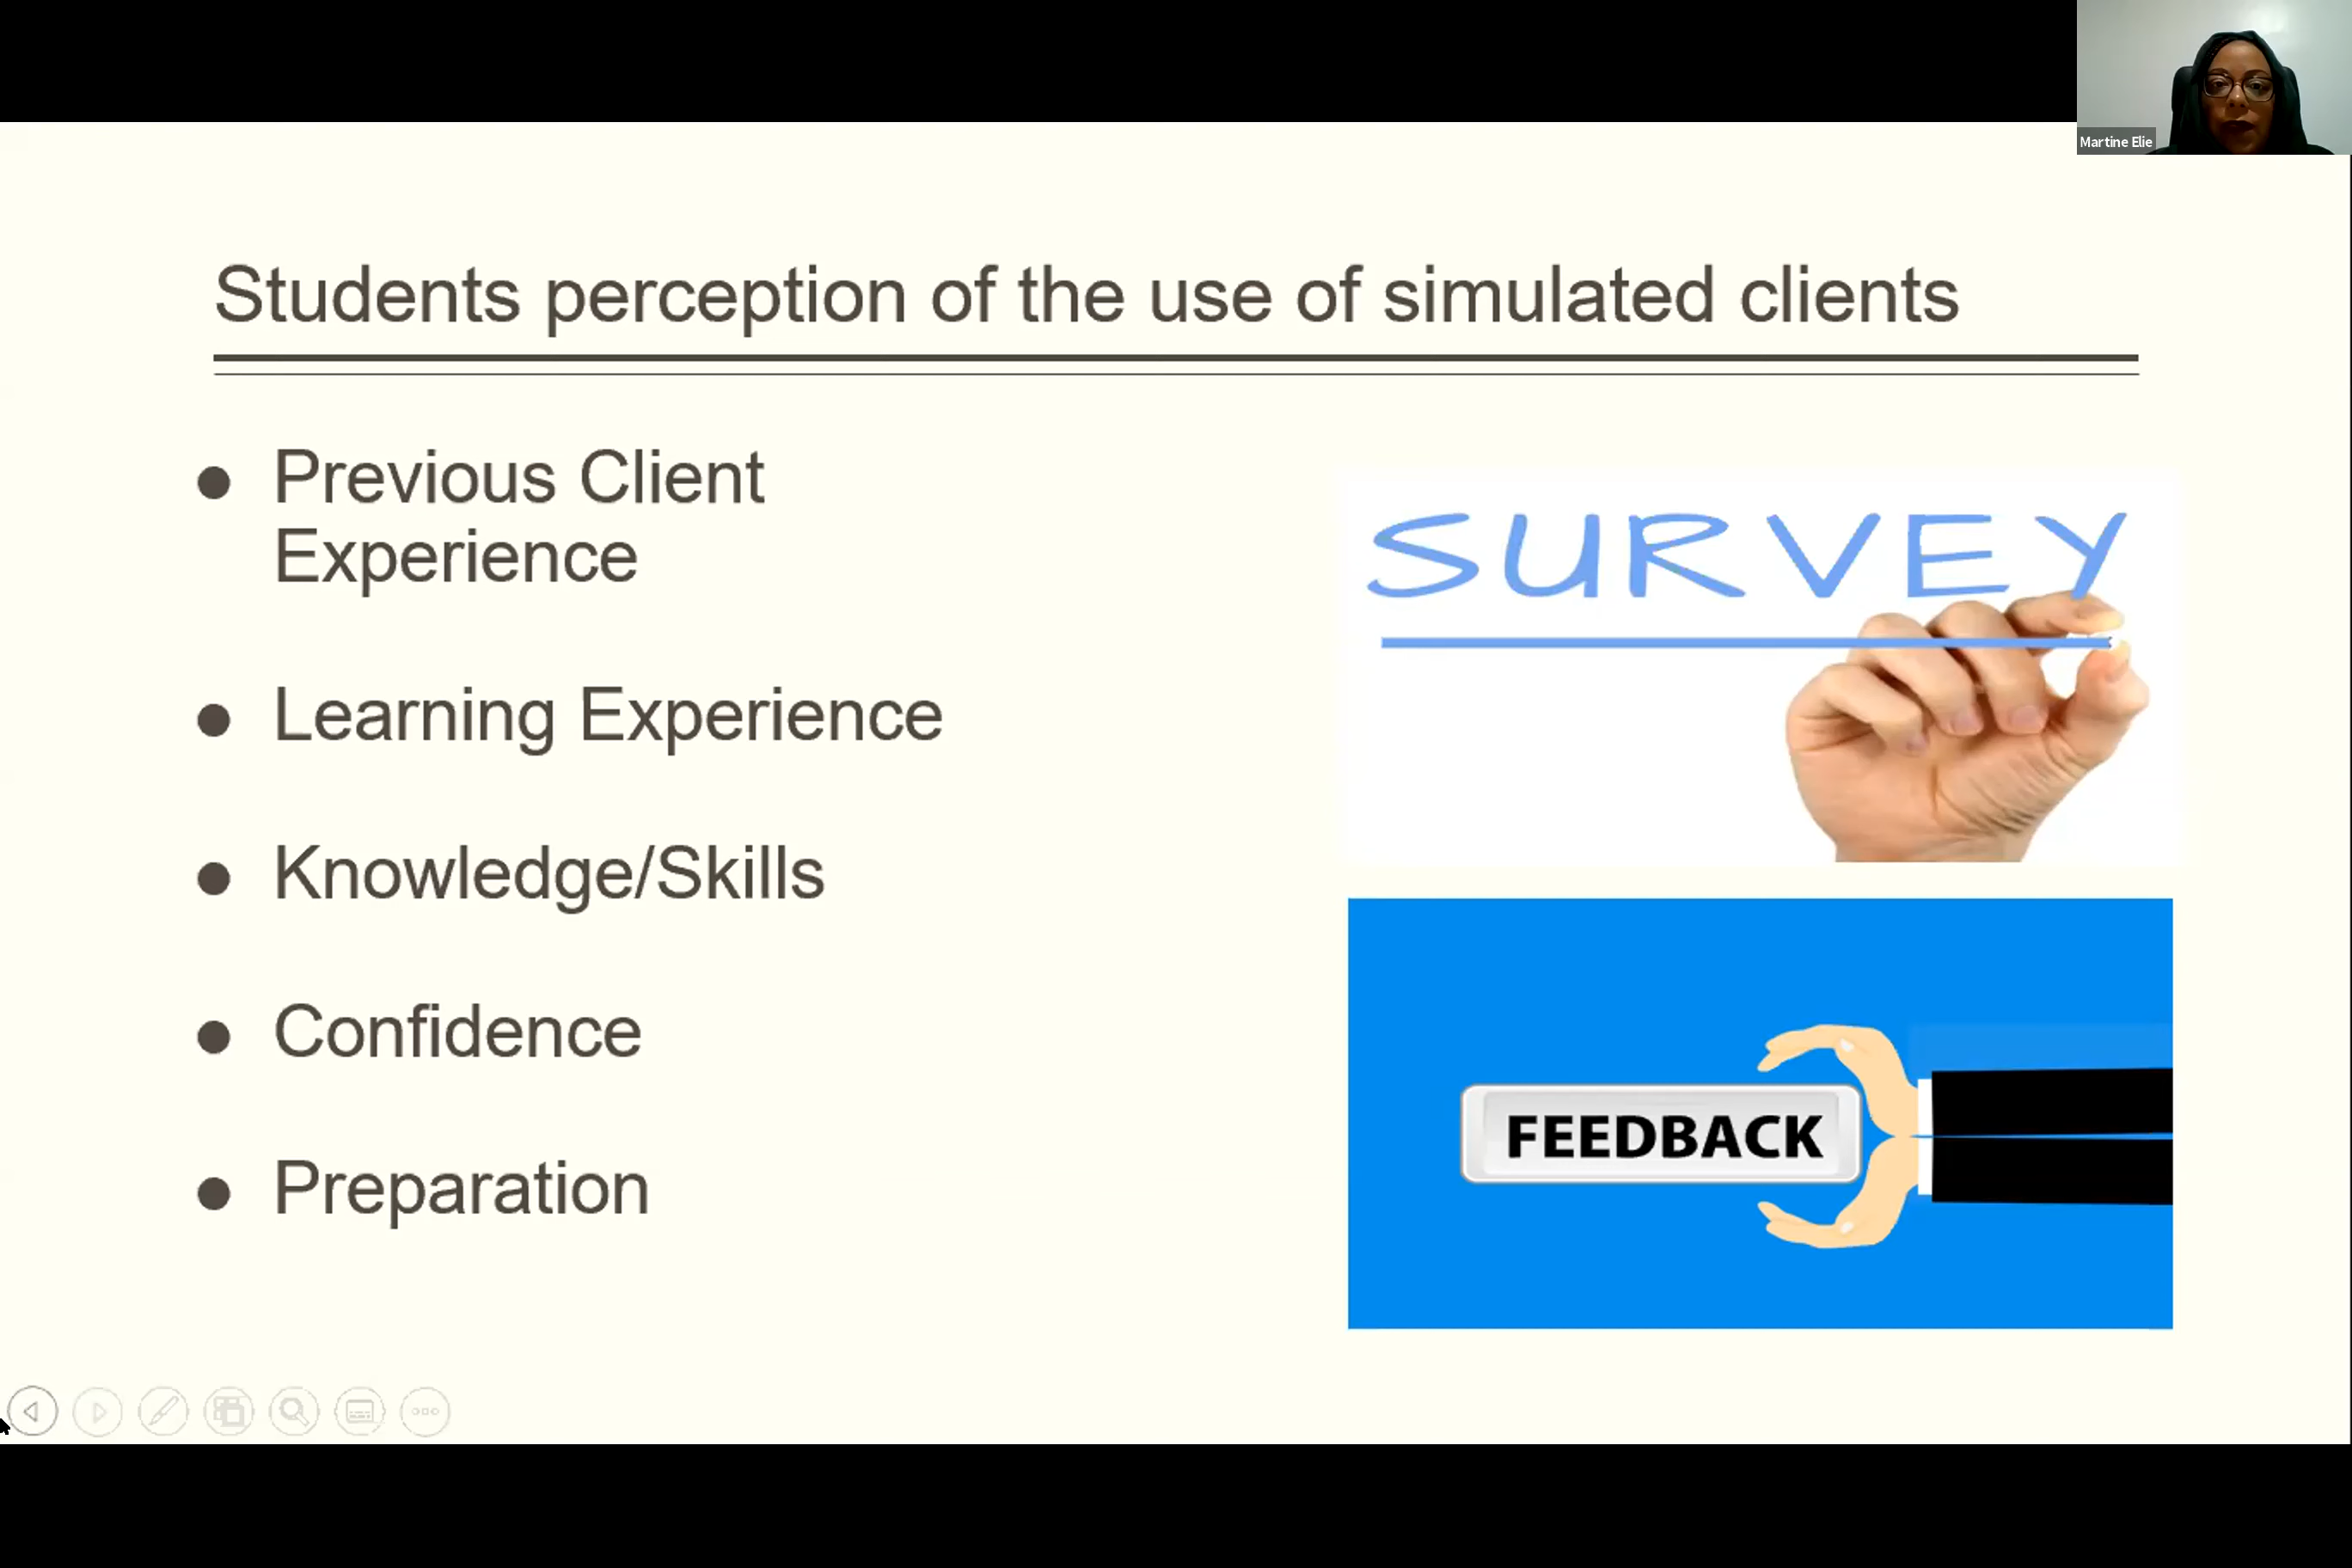 Martine Elie
Students perception of the use of simulated clients
● Previous Client
Experience
● Learning Experience
● Knowledge/Skills
● Confidence
● Preparation
SURVEY
FEEDBACK